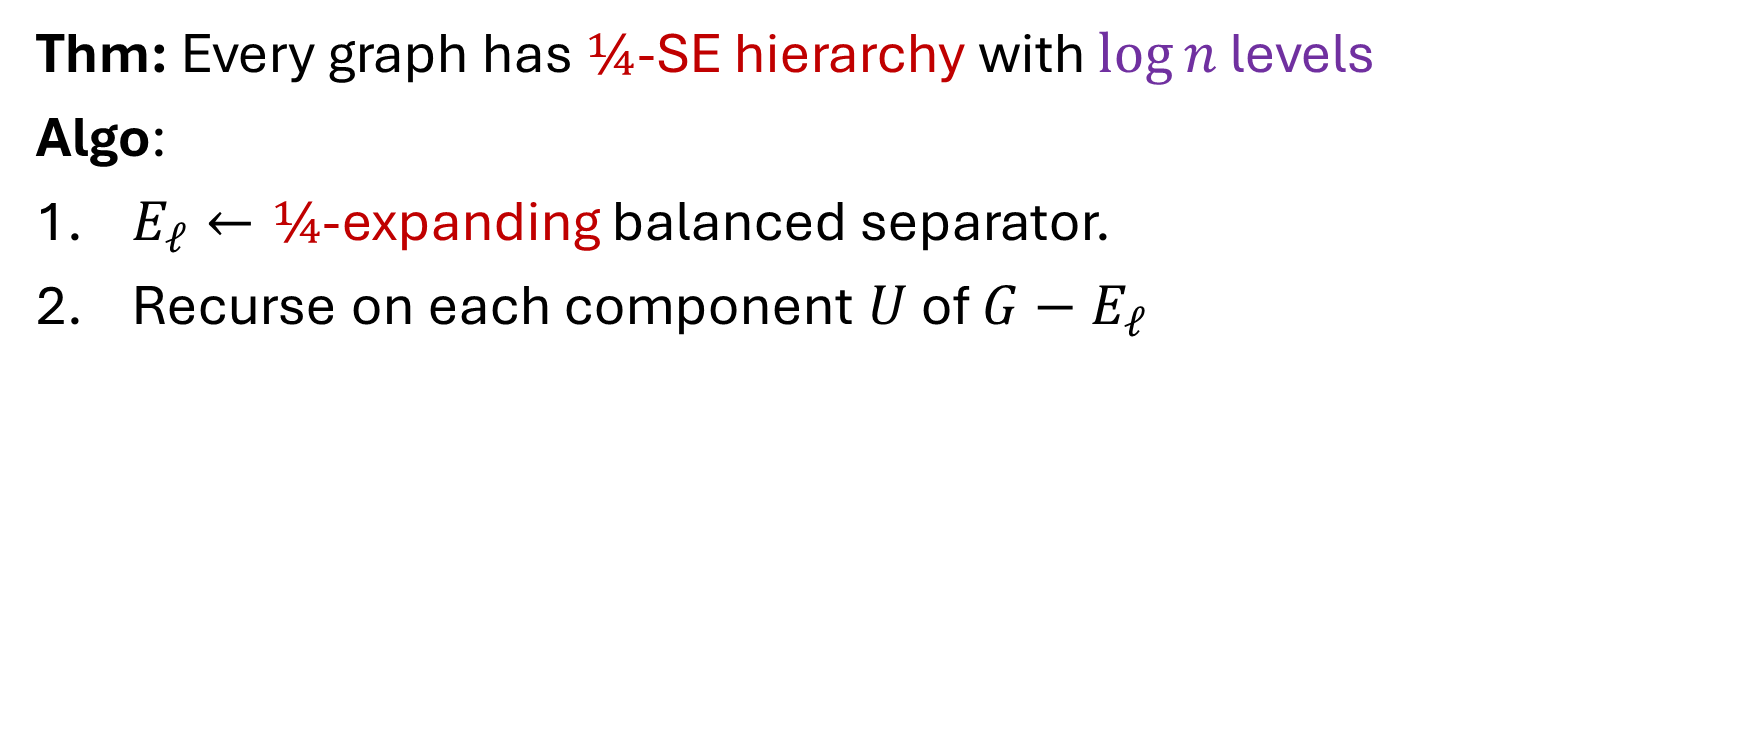 Thm: Every graph has ¼-SE hierarchy with log n levels
Algo:
1. E_ℓ ← ¼-expanding balanced separator.
2. Recurse on each component U of G − E_ℓ